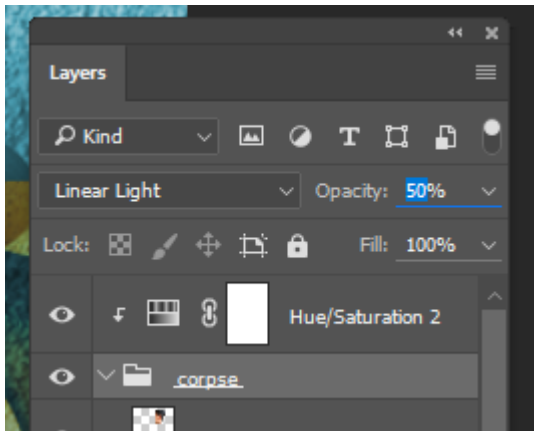 Layers
Kind
Linear Light Opacity: 50%
Lock: Fill: 100%
Hue/Saturation 2
corpse